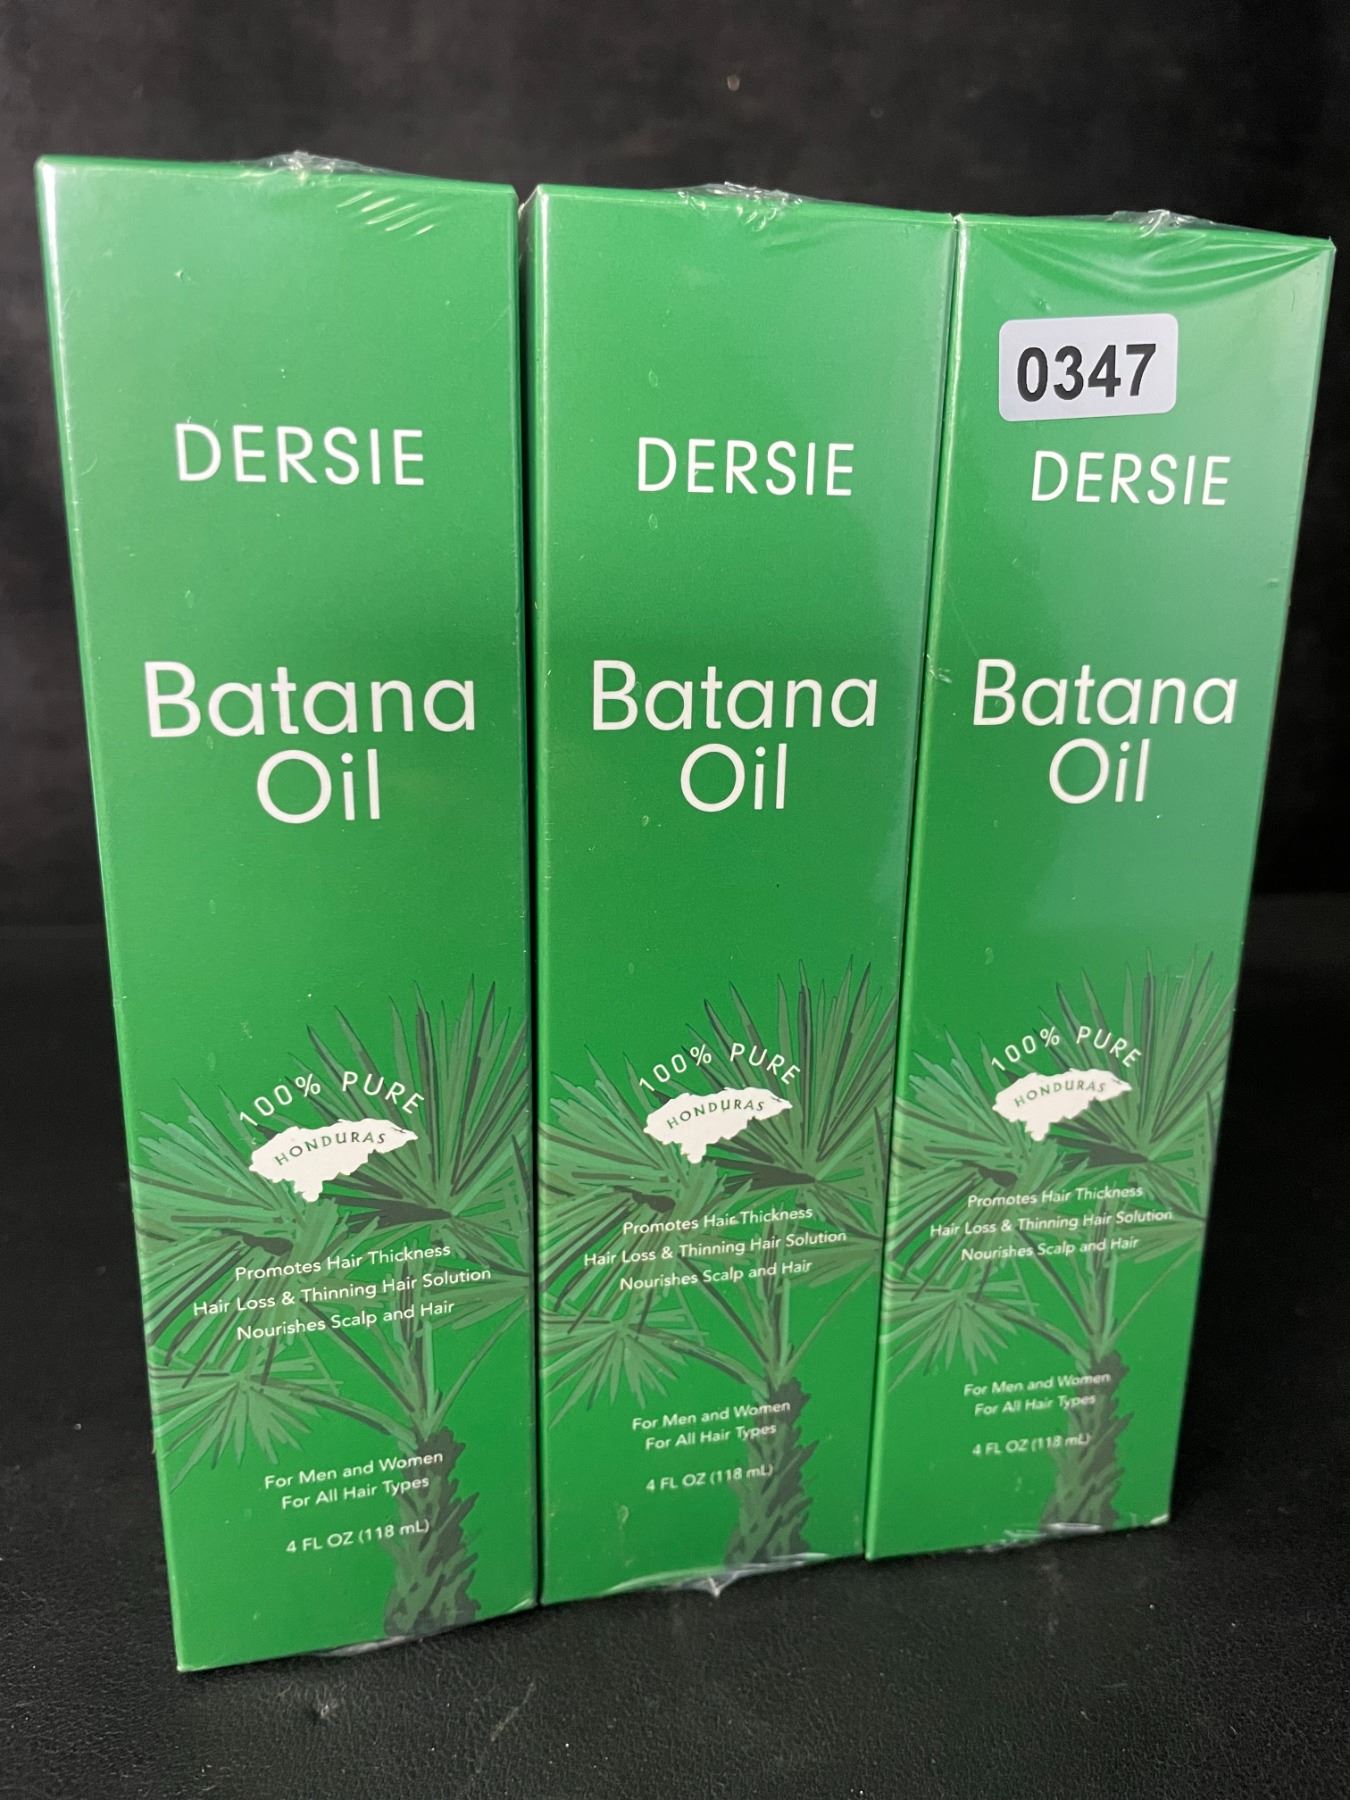 DERSIE
Batana
Oil
100% PURE
HONDURAS
Promotes Hair Thickness
Hair Loss & Thinning Hair Solution
Nourishes Scalp and Hair
For Men and Women
For All Hair Types
4 FL OZ (118 mL)
DERSIE
Batana
Oil
100% PURE
HONDURAS
Promotes Hair Thickness
Hair Loss & Thinning Hair Solution
Nourishes Scalp and Hair
For Men and Women
For All Hair Types
4 FL OZ (118 mL)
0347
DERSIE
Batana
Oil
100% PURE
HONDURAS
Promotes Hair Thickness
Hair Loss & Thinning Hair Solution
Nourishes Scalp and Hair
For Men and Women
For All Hair Types
4 FL OZ (118 mL)